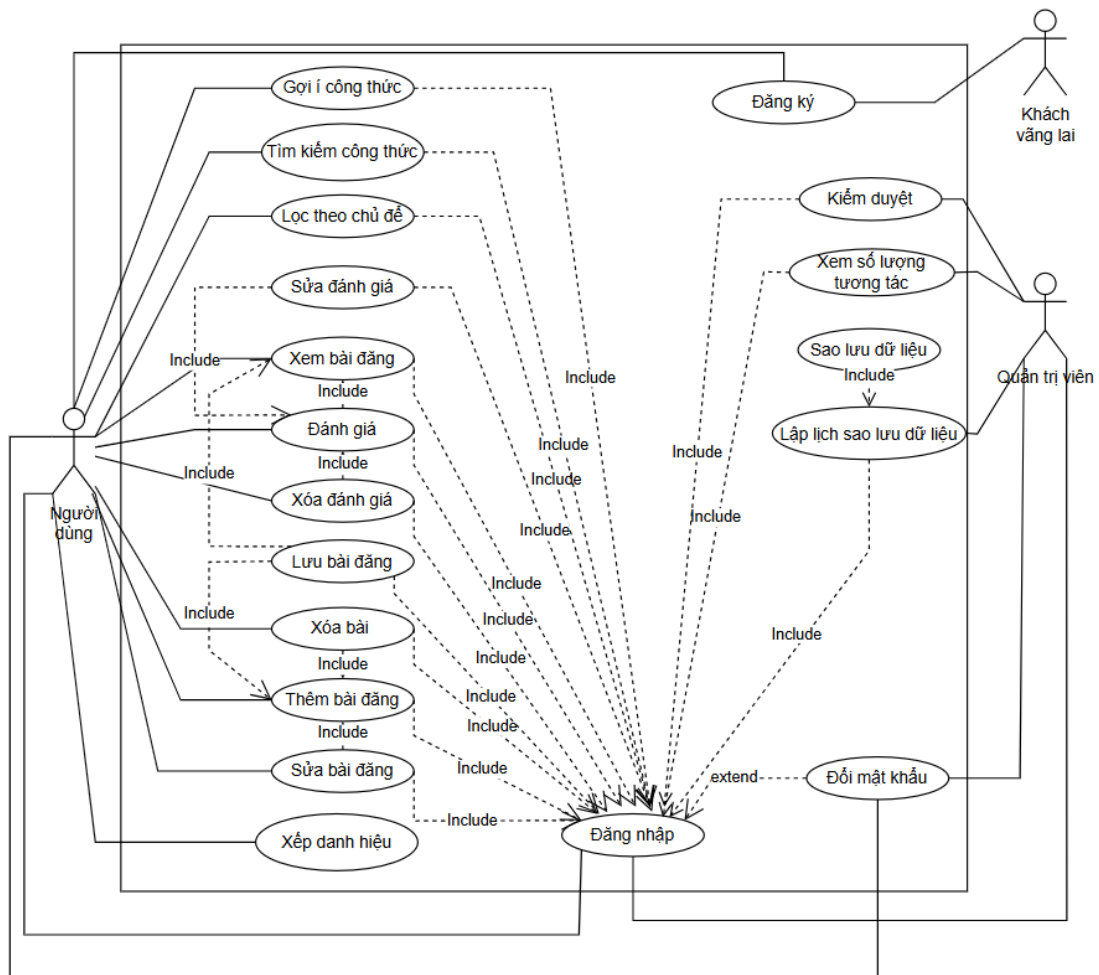 Gợi í công thức
Đăng ký
Khách
vãng lai
Tìm kiếm công thức
Kiểm duyệt
Lọc theo chủ để
Xem số lượng
tương tác
Sửa đánh giá
Sao lưu dữ liệu
Include
Xem bài đăng
Include
Include
Include
Quản trị viên
Người
dùng
Đánh giá
Lập lịch sao lưu dữ liệu
Include
Include
Include
Include
Xóa đánh giá
Include
Include
Lưu bài đăng
Include
Include
Xóa bài
Include
Include
Include
Include
Thêm bài đăng
Include
Include
Include
Sửa bài đăng
Include
extend
Đổi mật khẩu
Include
Xếp danh hiệu
Đăng nhập